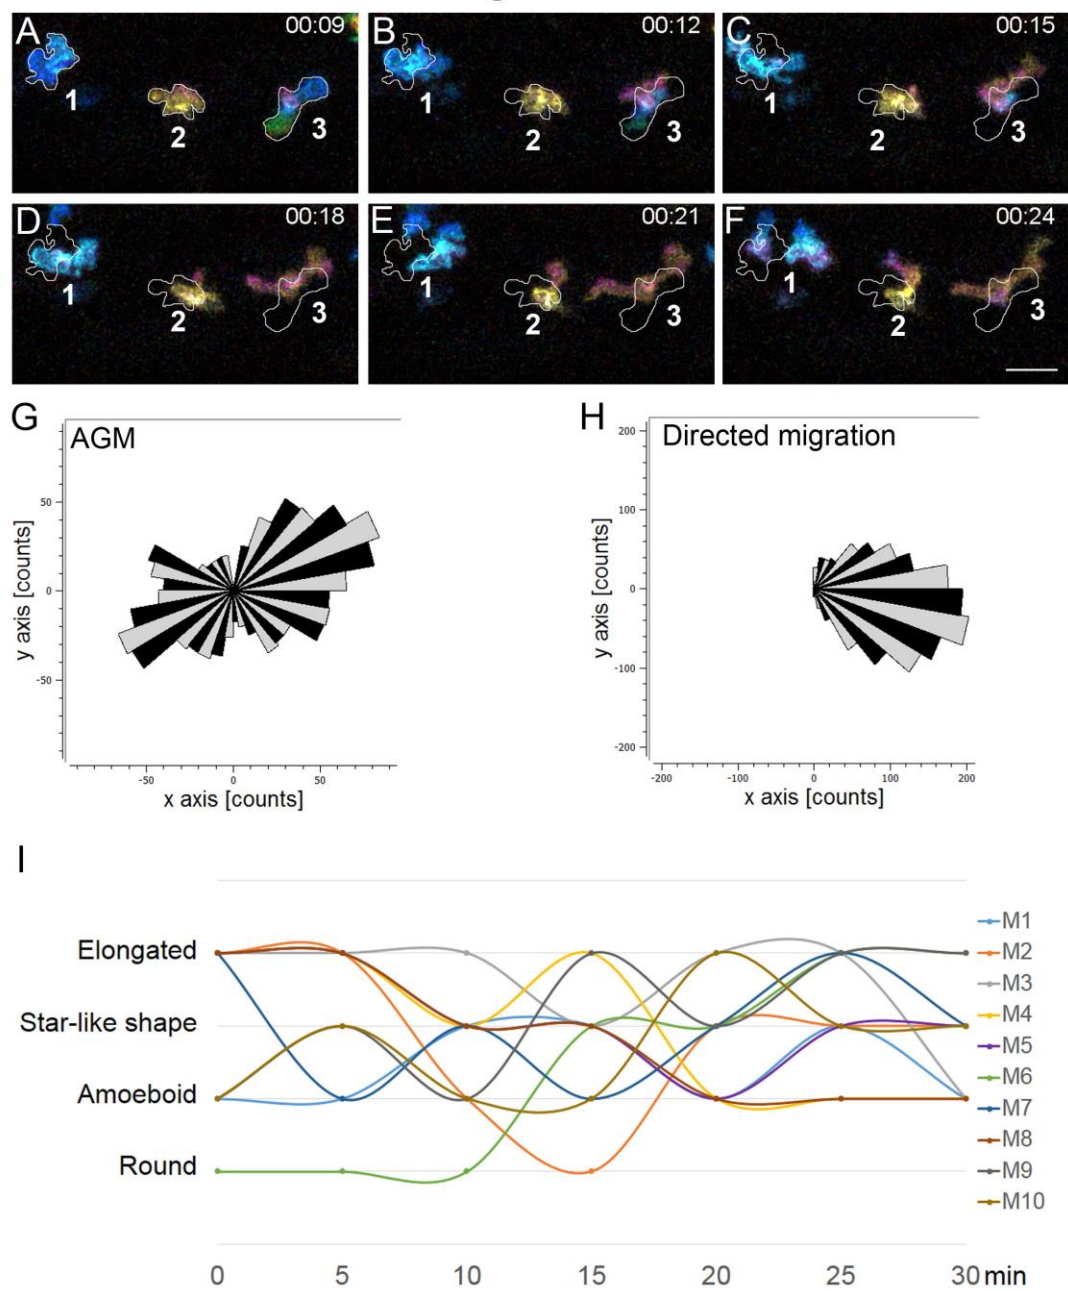 A 00:09
1 2 3
B 00:12
1 2 3
C 00:15
1 2 3
D 00:18
1 2 3
E 00:21
1 2 3
F 00:24
1 2 3
G
AGM
y axis [counts]
50
0
-50
-50 0 50
x axis [counts]
H
Directed migration
y axis [counts]
200
100
0
-100
-200
-200 -100 0 100 200
x axis [counts]
I
Elongated
Star-like shape
Amoeboid
Round
0 5 10 15 20 25 30 min
M1
M2
M3
M4
M5
M6
M7
M8
M9
M10